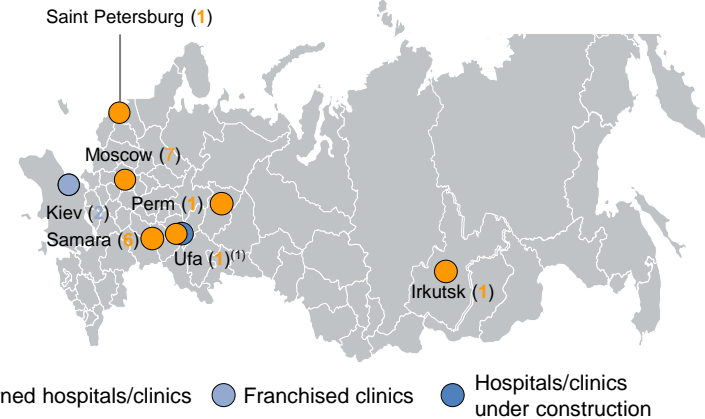 Saint Petersburg (1)
Moscow (7)
Perm (1)
Kiev (2)
Samara (6)
Ufa (1)(1)
Irkutsk (1)
ned hospitals/clinics
Franchised clinics
Hospitals/clinics
under construction